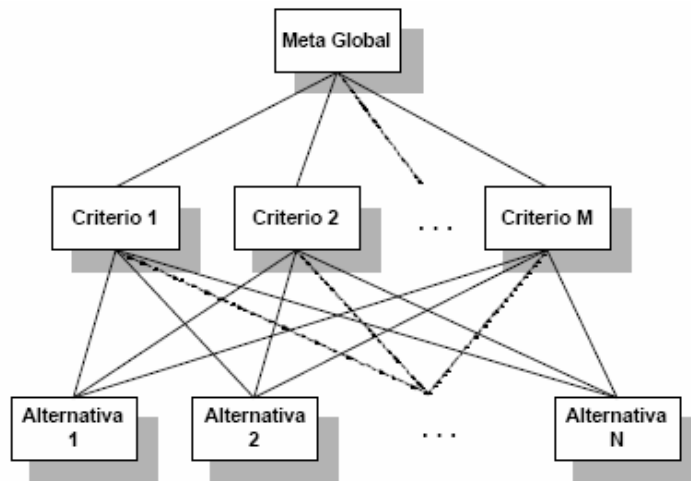 Meta Global
Criterio 1
Criterio 2
. . .
Criterio M
Alternativa
1
Alternativa
2
. . .
Alternativa
N